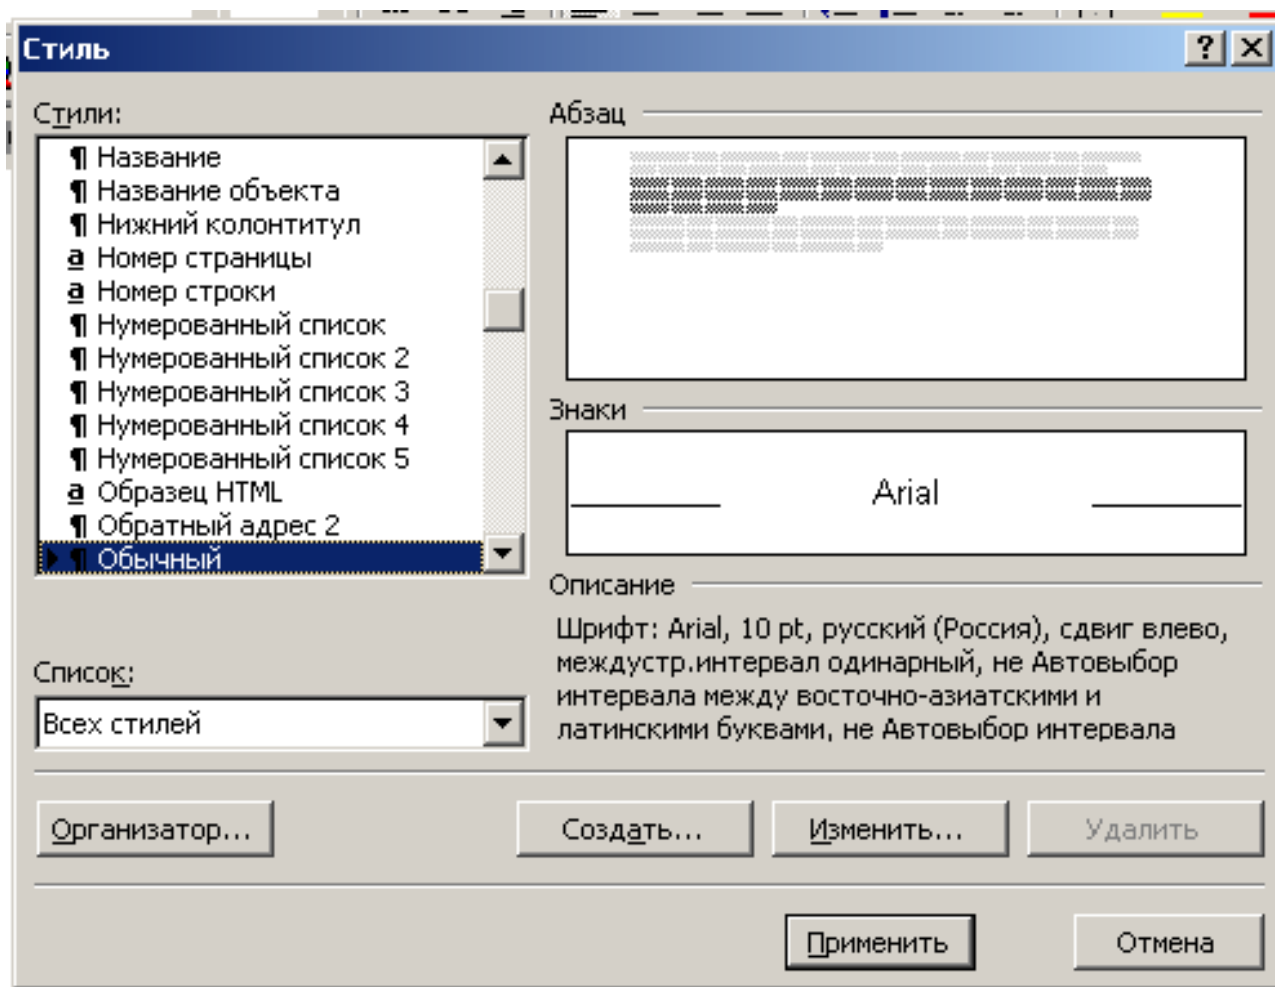 Стиль
Стили:
¶ Название
¶ Название объекта
¶ Нижний колонтитул
a Номер страницы
a Номер строки
¶ Нумерованный список
¶ Нумерованный список 2
¶ Нумерованный список 3
¶ Нумерованный список 4
¶ Нумерованный список 5
a Образец HTML
¶ Обратный адрес 2
¶ Обычный
Список:
Всех стилей
Абзац
Знаки
Arial
Описание
Шрифт: Arial, 10 pt, русский (Россия), сдвиг влево,
междустр.интервал одинарный, не Автовыбор
интервала между восточно-азиатскими и
латинскими буквами, не Автовыбор интервала
Организатор...
Создать...
Изменить...
Удалить
Применить
Отмена